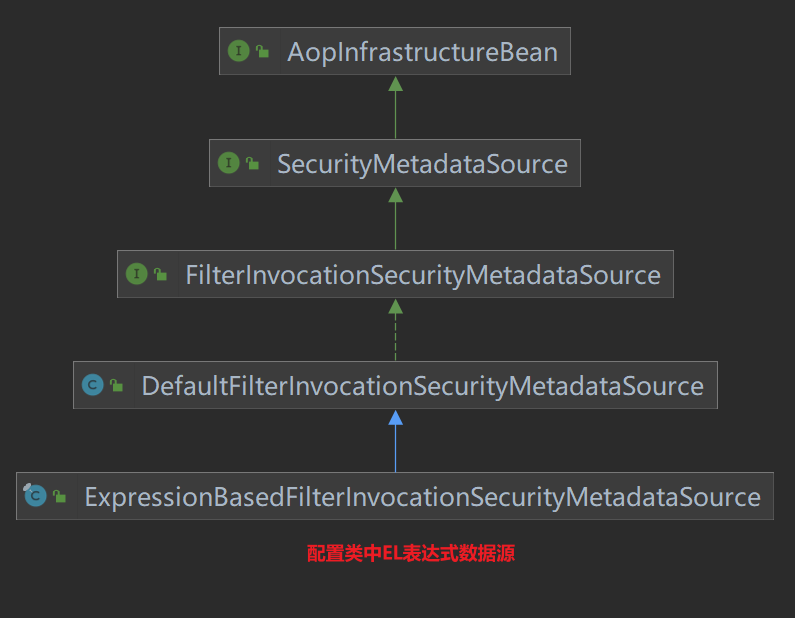 AopInfrastructureBean
SecurityMetadataSource
FilterInvocationSecurityMetadataSource
DefaultFilterInvocationSecurityMetadataSource
ExpressionBasedFilterInvocationSecurityMetadataSource
配置类中EL表达式数据源